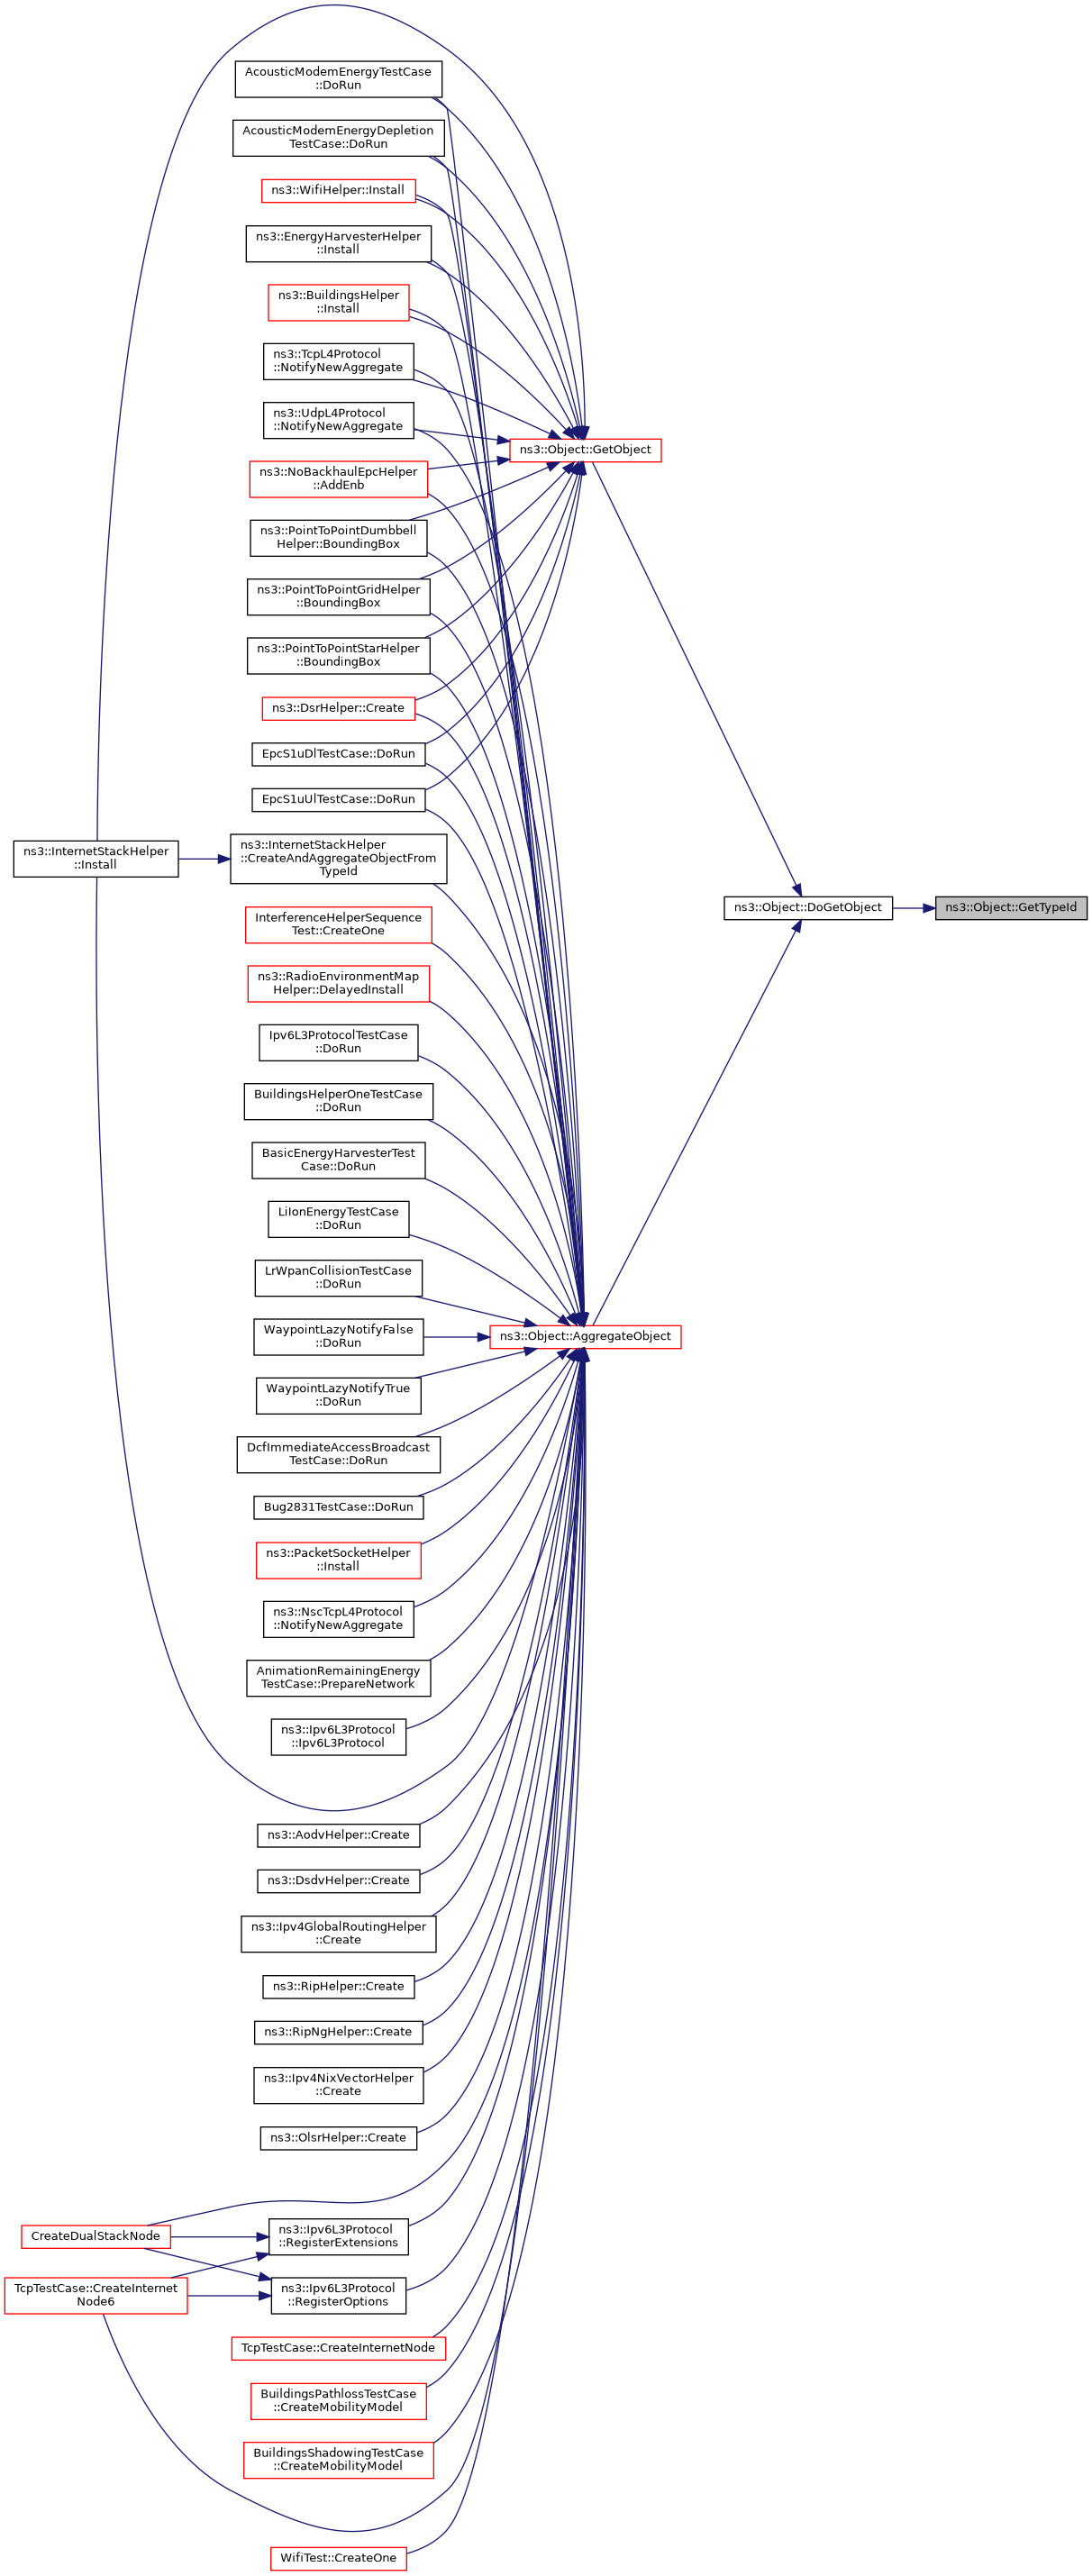 AcousticModemEnergyTestCase
::DoRun
AcousticModemEnergyDepletion
TestCase::DoRun
ns3::WifiHelper::Install
ns3::EnergyHarvesterHelper
::Install
ns3::BuildingsHelper
::Install
ns3::TcpL4Protocol
::NotifyNewAggregate
ns3::UdpL4Protocol
::NotifyNewAggregate
ns3::Object::GetObject
ns3::NoBackhaulEpcHelper
::AddEnb
ns3::PointToPointDumbbell
Helper::BoundingBox
ns3::PointToPointGridHelper
::BoundingBox
ns3::PointToPointStarHelper
::BoundingBox
ns3::DsrHelper::Create
EpcS1uDlTestCase::DoRun
EpcS1uUlTestCase::DoRun
ns3::InternetStackHelper
::Install
ns3::InternetStackHelper
::CreateAndAggregateObjectFrom
TypeId
InterferenceHelperSequence
Test::CreateOne
ns3::Object::DoGetObject
ns3::Object::GetTypeId
ns3::RadioEnvironmentMap
Helper::DelayedInstall
Ipv6L3ProtocolTestCase
::DoRun
BuildingsHelperOneTestCase
::DoRun
BasicEnergyHarvesterTest
Case::DoRun
LiIonEnergyTestCase
::DoRun
LrWpanCollisionTestCase
::DoRun
WaypointLazyNotifyFalse
::DoRun
ns3::Object::AggregateObject
WaypointLazyNotifyTrue
::DoRun
DcfImmediateAccessBroadcast
TestCase::DoRun
Bug2831TestCase::DoRun
ns3::PacketSocketHelper
::Install
ns3::NscTcpL4Protocol
::NotifyNewAggregate
AnimationRemainingEnergy
TestCase::PrepareNetwork
ns3::Ipv6L3Protocol
::Ipv6L3Protocol
ns3::AodvHelper::Create
ns3::DsdvHelper::Create
ns3::Ipv4GlobalRoutingHelper
::Create
ns3::RipHelper::Create
ns3::RipNgHelper::Create
ns3::Ipv4NixVectorHelper
::Create
ns3::OlsrHelper::Create
CreateDualStackNode
ns3::Ipv6L3Protocol
::RegisterExtensions
TcpTestCase::CreateInternet
Node6
ns3::Ipv6L3Protocol
::RegisterOptions
TcpTestCase::CreateInternetNode
BuildingsPathlossTestCase
::CreateMobilityModel
BuildingsShadowingTestCase
::CreateMobilityModel
WifiTest::CreateOne